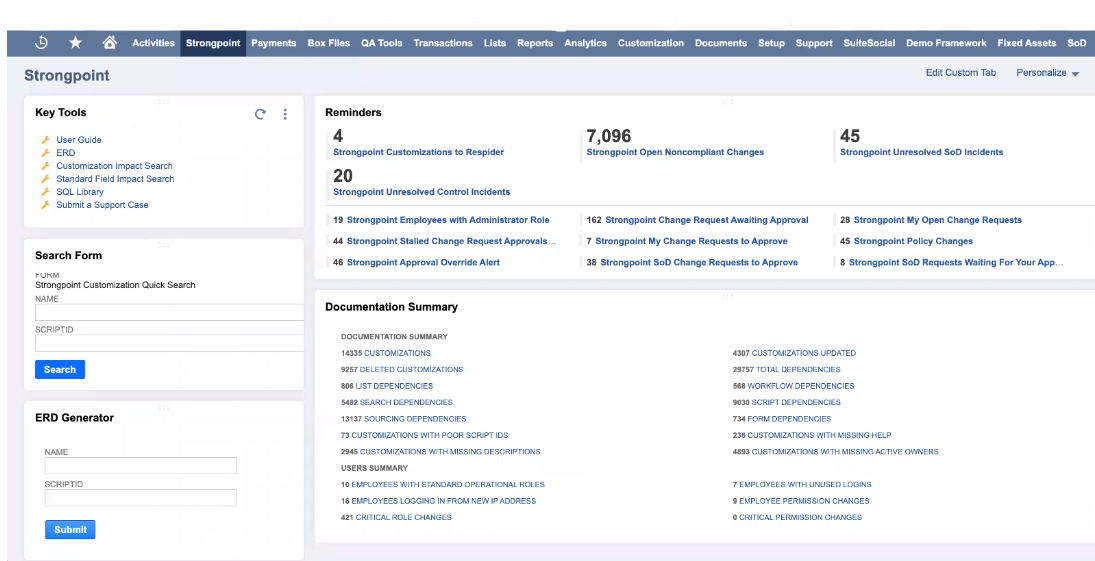 Activities Strongpoint Payments Box Files QA Tools Transactions Lists Reports Analytics Customization Documents Setup Support SuiteSocial Demo Framework Fixed Assets SoD
Strongpoint
Edit Custom Tab Personalize
Key Tools
User Guide
ERD
Customization Impact Search
Standard Field Impact Search
SQL Library
Submit a Support Case
Search Form
FORM
Strongpoint Customization Quick Search
NAME
SCRIPTID
Search
ERD Generator
NAME
SCRIPTID
Submit
Reminders
4 7,096 45
Strongpoint Customizations to Respider Strongpoint Open Noncompliant Changes Strongpoint Unresolved SoD Incidents
20
Strongpoint Unresolved Control Incidents
19 Strongpoint Employees with Administrator Role 162 Strongpoint Change Request Awaiting Approval 28 Strongpoint My Open Change Requests
44 Strongpoint Stalled Change Request Approvals... 7 Strongpoint My Change Requests to Approve 45 Strongpoint Policy Changes
46 Strongpoint Approval Override Alert 38 Strongpoint SoD Change Requests to Approve 8 Strongpoint SoD Requests Waiting For Your App...
Documentation Summary
DOCUMENTATION SUMMARY
14335 CUSTOMIZATIONS 4307 CUSTOMIZATIONS UPDATED
9257 DELETED CUSTOMIZATIONS 29757 TOTAL DEPENDENCIES
806 LIST DEPENDENCIES 568 WORKFLOW DEPENDENCIES
5482 SEARCH DEPENDENCIES 9030 SCRIPT DEPENDENCIES
13137 SOURCING DEPENDENCIES 734 FORM DEPENDENCIES
73 CUSTOMIZATIONS WITH POOR SCRIPT IDS 236 CUSTOMIZATIONS WITH MISSING HELP
2945 CUSTOMIZATIONS WITH MISSING DESCRIPTIONS 4893 CUSTOMIZATIONS WITH MISSING ACTIVE OWNERS
USERS SUMMARY
10 EMPLOYEES WITH STANDARD OPERATIONAL ROLES 7 EMPLOYEES WITH UNUSED LOGINS
16 EMPLOYEES LOGGING IN FROM NEW IP ADDRESS 9 EMPLOYEE PERMISSION CHANGES
421 CRITICAL ROLE CHANGES 0 CRITICAL PERMISSION CHANGES